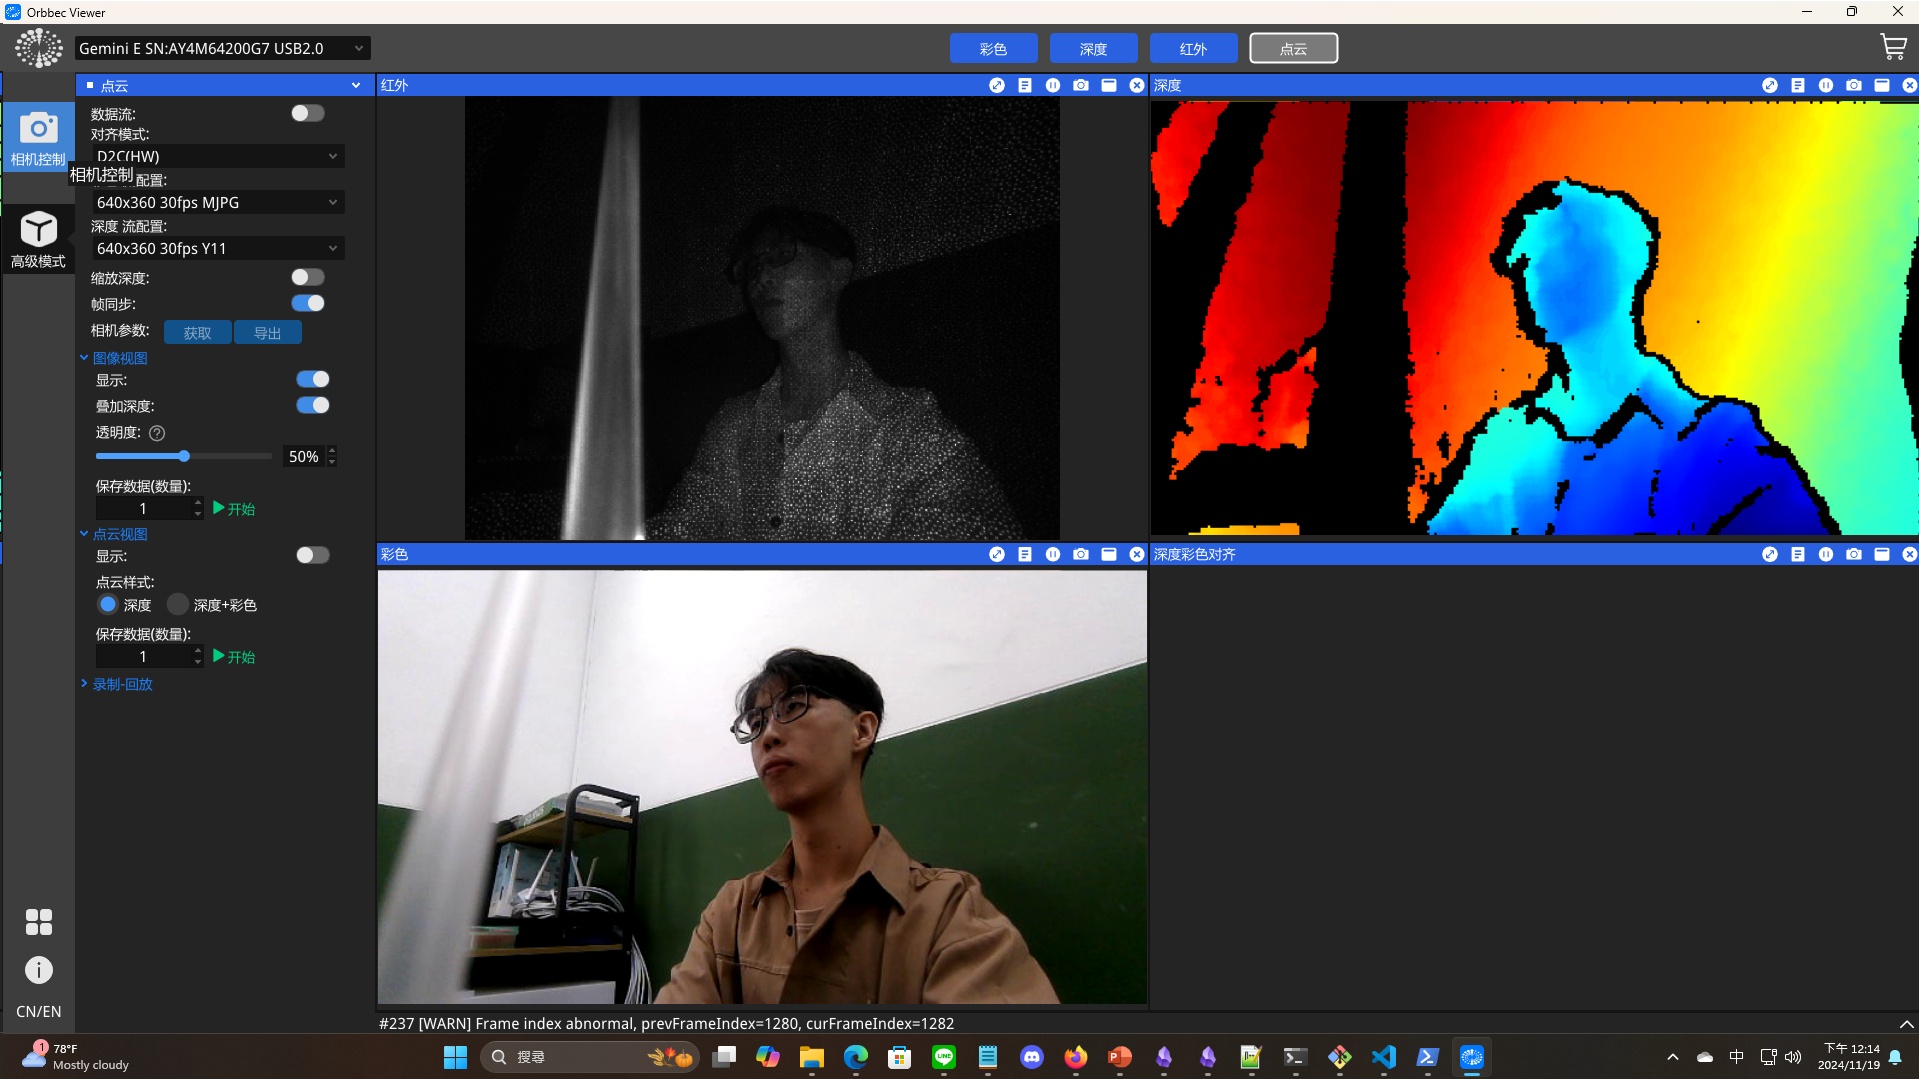 Orbbec Viewer
Gemini E SN:AY4M64200G7 USB2.0
彩色
深度
红外
点云
点云
数据流:
对齐模式:
D2C(HW)
相机控制
相机控制
配置:
640x360 30fps MJPG
深度 流配置:
640x360 30fps Y11
高级模式
缩放深度:
帧同步:
相机参数:
获取
导出
图像视图
显示:
叠加深度:
透明度: ?
50%
保存数据(数量):
1
开始
点云视图
显示:
点云样式:
深度
深度+彩色
保存数据(数量):
1
开始
录制-回放
CN/EN
红外
深度
彩色
深度彩色对齐
#237 [WARN] Frame index abnormal, prevFrameIndex=1280, curFrameIndex=1282
1
78°F
Mostly cloudy
搜尋
LINE
中
下午 12:14
2024/11/19